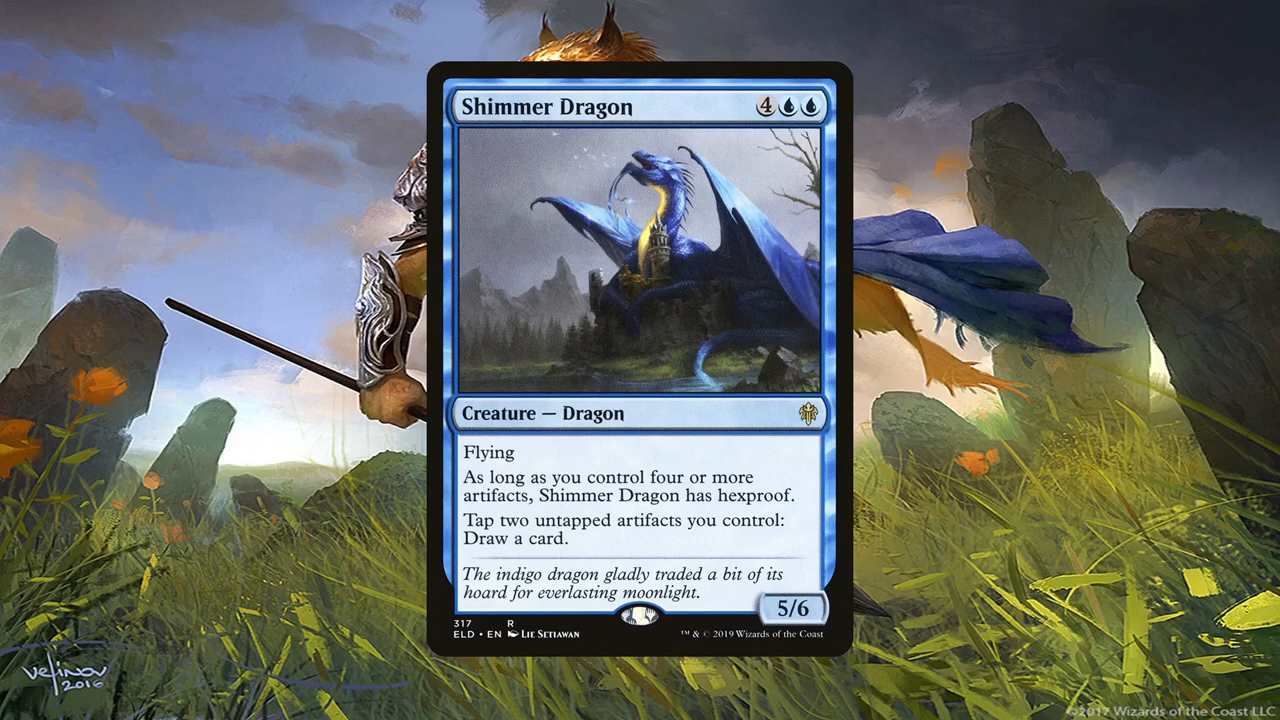 Shimmer Dragon 4
Creature — Dragon
Flying
As long as you control four or more
artifacts, Shimmer Dragon has hexproof.
Tap two untapped artifacts you control:
Draw a card.
The indigo dragon gladly traded a bit of its
hoard for everlasting moonlight.
5/6
317 R
ELD • EN Lie Setiawan
™ & © 2019 Wizards of the Coast
velinov
2016
©2017 Wizards of the Coast LLC